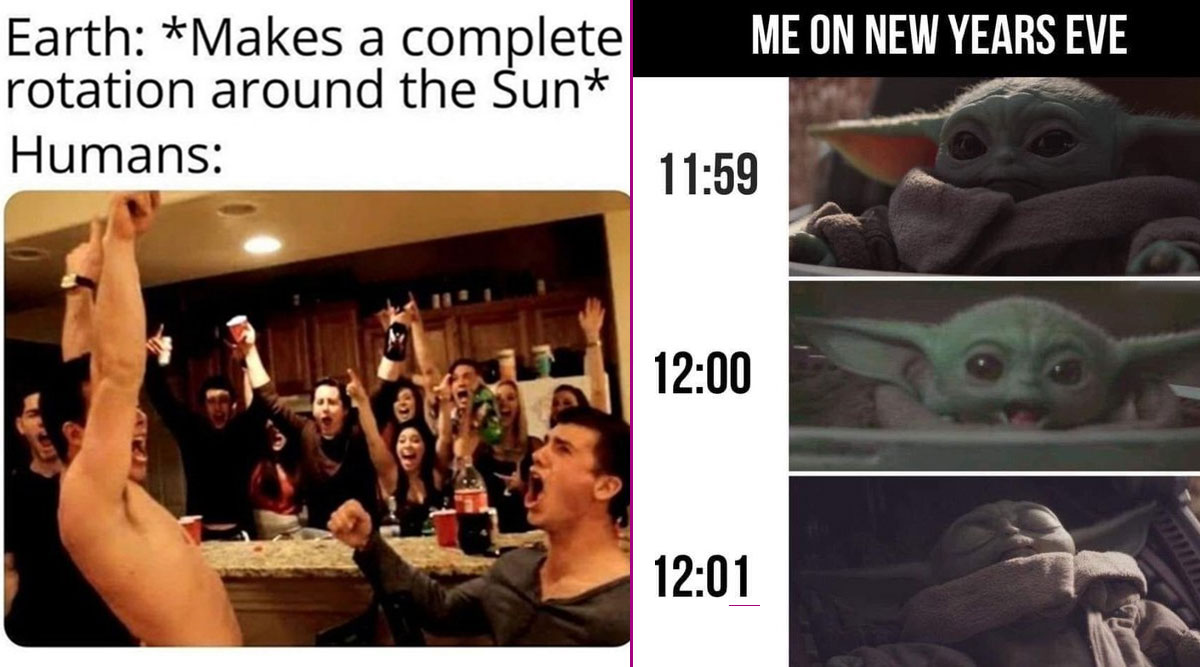 Earth: *Makes a complete
rotation around the Sun*
Humans:
ME ON NEW YEARS EVE
11:59
12:00
12:01